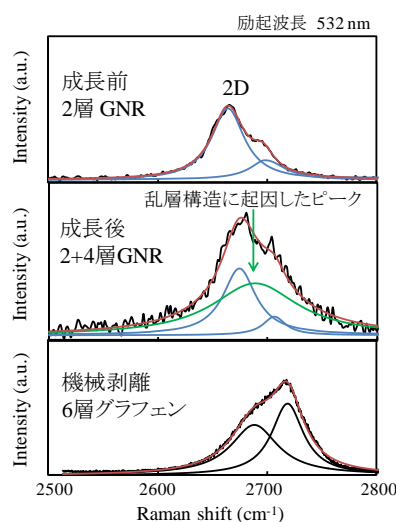 励起波長 532 nm
Intensity (a.u.)
成長前
2層 GNR
2D
Intensity (a.u.)
乱層構造に起因したピーク
成長後
2+4層GNR
Intensity (a.u.)
機械剥離
6層グラフェン
2500 2600 2700 2800
Raman shift (cm-1)